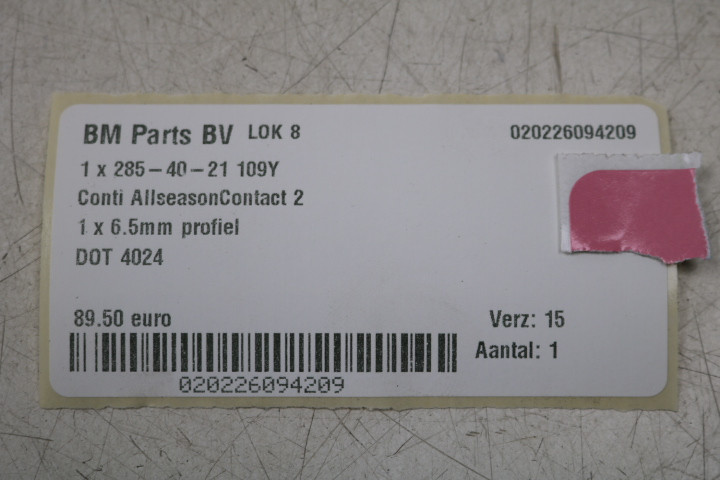 BM Parts BV LOK 8 020226094209
1 x 285-40-21 109Y
Conti AllseasonContact 2
1 x 6.5mm profiel
DOT 4024
89.50 euro Verz: 15
Aantal: 1
020226094209